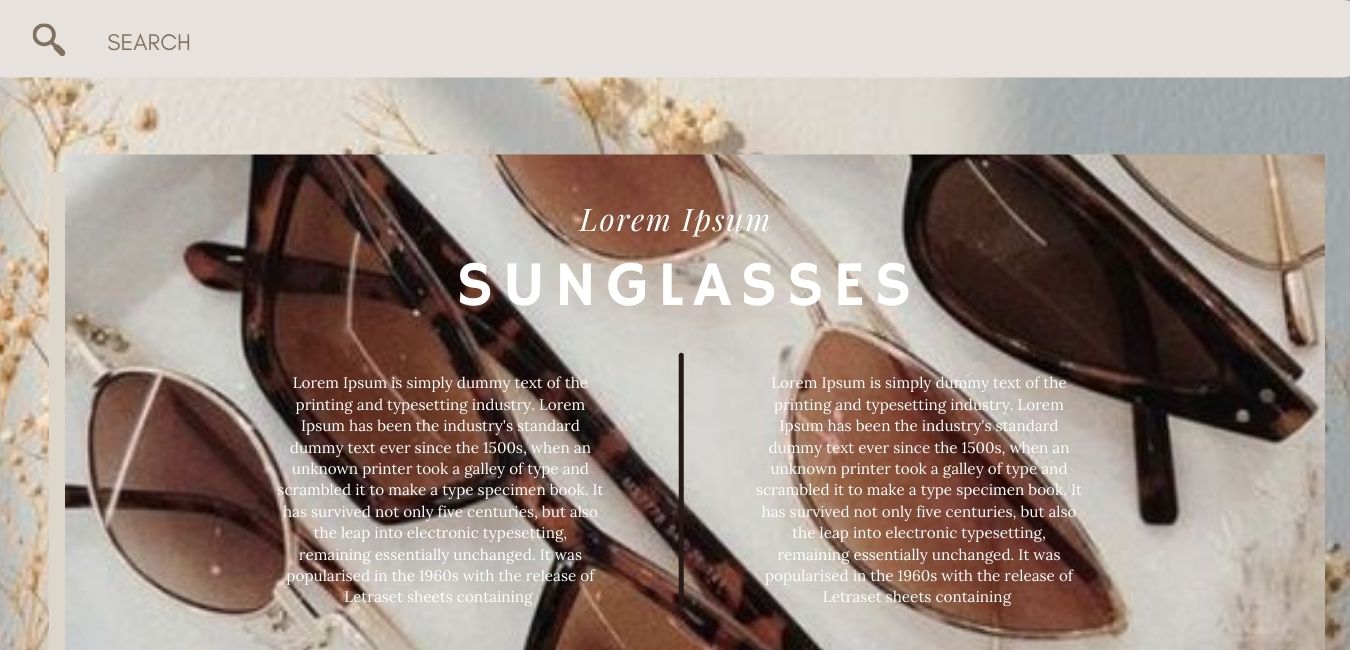 SEARCH
Lorem Ipsum
SUNGLASSES
Lorem Ipsum is simply dummy text of the
printing and typesetting industry. Lorem
Ipsum has been the industry's standard
dummy text ever since the 1500s, when an
unknown printer took a galley of type and
scrambled it to make a type specimen book. It
has survived not only five centuries, but also
the leap into electronic typesetting,
remaining essentially unchanged. It was
popularised in the 1960s with the release of
Letraset sheets containing
Lorem Ipsum is simply dummy text of the
printing and typesetting industry. Lorem
Ipsum has been the industry's standard
dummy text ever since the 1500s, when an
unknown printer took a galley of type and
scrambled it to make a type specimen book. It
has survived not only five centuries, but also
the leap into electronic typesetting,
remaining essentially unchanged. It was
popularised in the 1960s with the release of
Letraset sheets containing